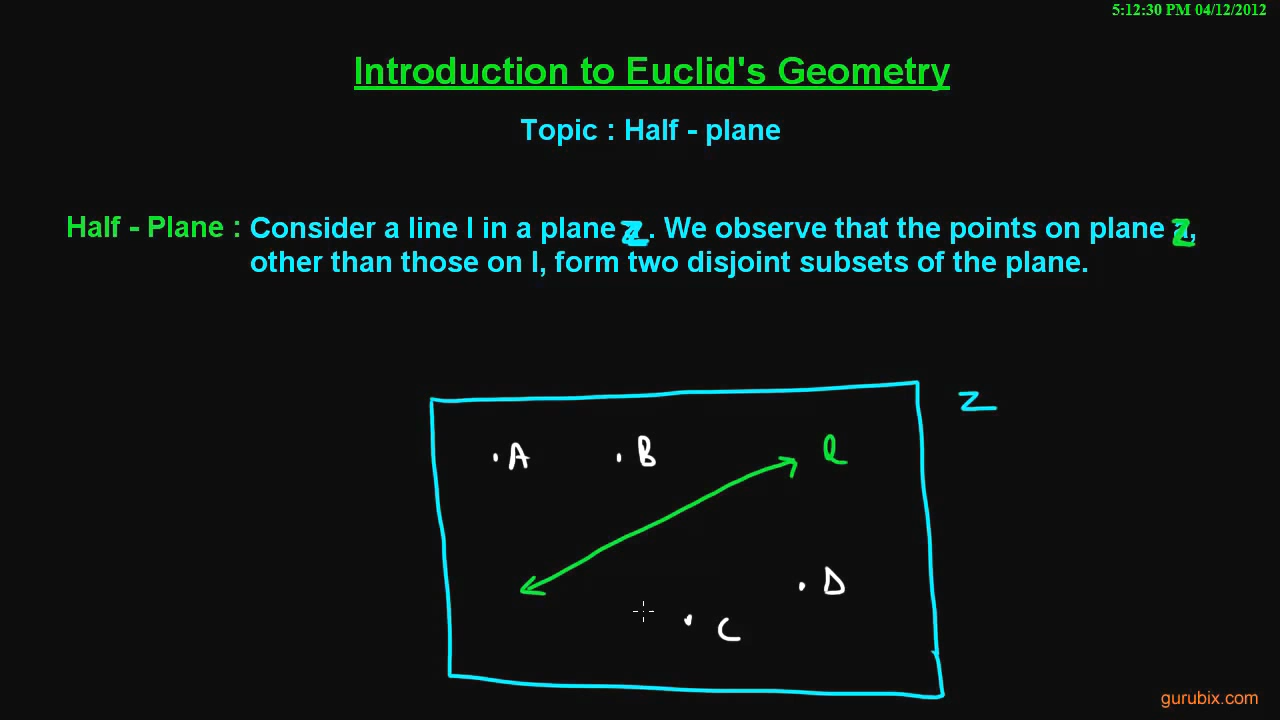 5:12:30 PM 04/12/2012
Introduction to Euclid's Geometry
Topic : Half - plane
Half - Plane : Consider a line l in a plane Z. We observe that the points on plane Z,
other than those on l, form two disjoint subsets of the plane.
Z
A B l
D
C
gurubix.com